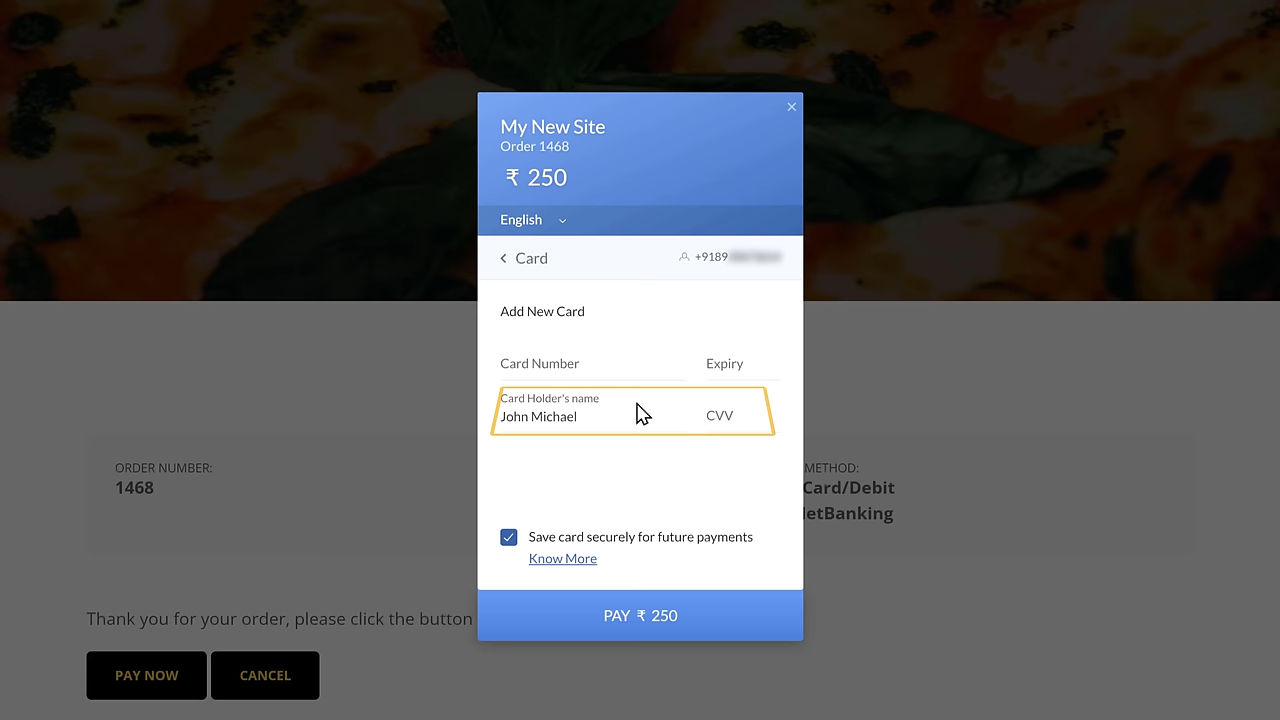 My New Site
Order 1468
₹ 250
English
Card
+9189
Add New Card
Card Number
Expiry
Card Holder's name
John Michael
CVV
Save card securely for future payments
Know More
PAY ₹ 250
ORDER NUMBER:
1468
METHOD:
Card/Debit
etBanking
Thank you for your order, please click the button
PAY NOW
CANCEL